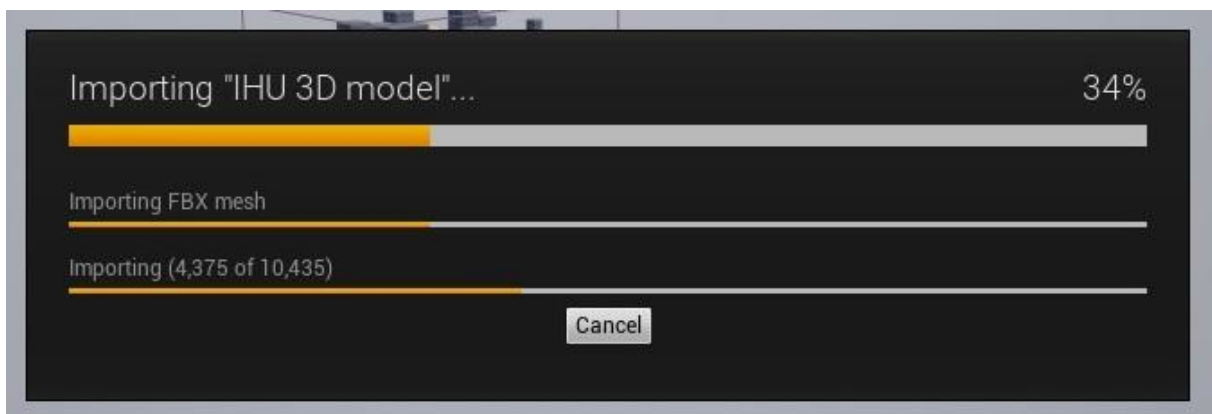 Importing "IHU 3D model"... 34%
Importing FBX mesh
Importing (4,375 of 10,435)
Cancel